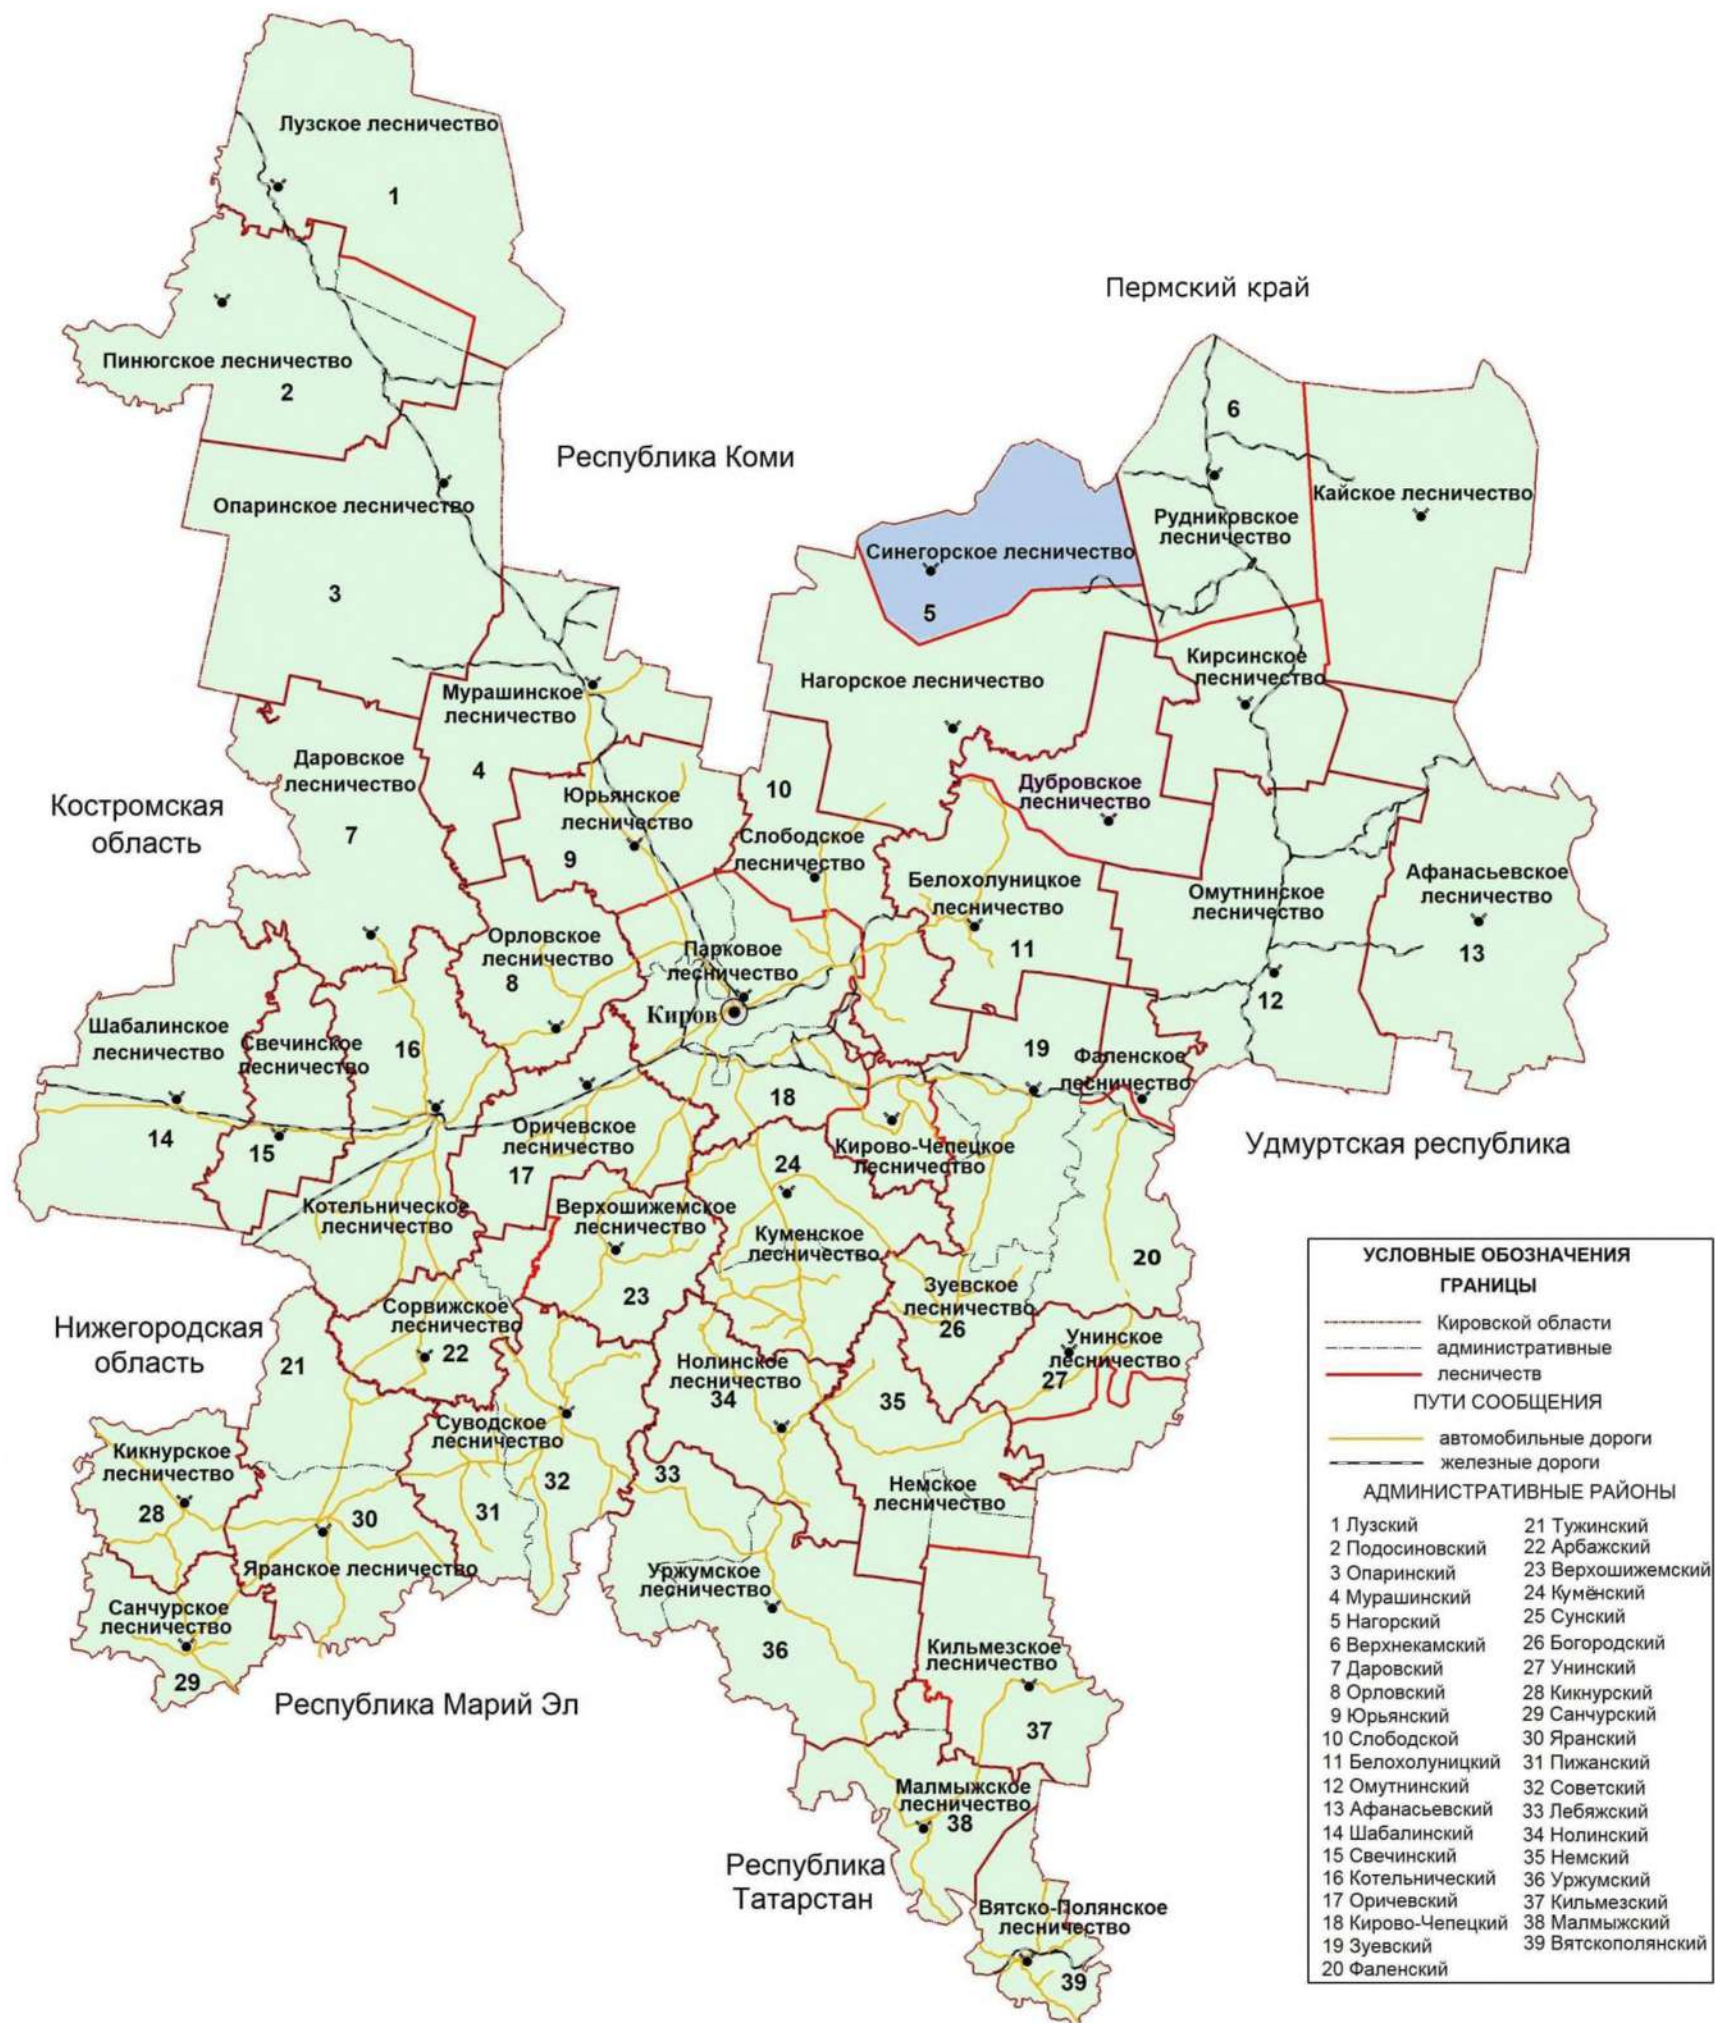 Лузское лесничество
1
Пермский край
Пинюгское лесничество
2
6
Республика Коми
Кайское лесничество
Опаринское лесничество
Рудниковское
лесничество
Синегорское лесничество
3
5
Кирсинское
лесничество
Нагорское лесничество
Мурашинское
лесничество
Даровское
лесничество
4
10
Дубровское
лесничество
Костромская
область
Юрьянское
лесничество
7
9
Слободское
лесничество
Белохолуницкое
лесничество
Омутнинское
лесничество
Афанасьевское
лесничество
Орловское
лесничество
8
Парковое
лесничество
11
13
12
Киров
Шабалинское
лесничество
Свечинское
лесничество
16
19
Фаленское
лесничество
18
14
15
Оричевское
лесничество
17
Кирово-Чепецкое
лесничество
24
Удмуртская республика
Котельническое
лесничество
Верхошижемское
лесничество
Куменское
лесничество
20
23
Зуевское
лесничество
26
Нижегородская
область
Сорвижское
лесничество
22
21
Унинское
лесничество
27
Нолинское
лесничество
34
35
Суводское
лесничество
Кикнурское
лесничество
28
33
32
31
30
Немское
лесничество
Яранское лесничество
Уржумское
лесничество
Санчурское
лесничество
29
36
Кильмезское
лесничество
37
Республика Марий Эл
Малмыжское
лесничество
38
Республика
Татарстан
Вятско-Полянское
лесничество
39
УСЛОВНЫЕ ОБОЗНАЧЕНИЯ
ГРАНИЦЫ
Кировской области
административные
лесничеств
ПУТИ СООБЩЕНИЯ
автомобильные дороги
железные дороги
АДМИНИСТРАТИВНЫЕ РАЙОНЫ
1 Лузский
2 Подосиновский
3 Опаринский
4 Мурашинский
5 Нагорский
6 Верхнекамский
7 Даровский
8 Орловский
9 Юрьянский
10 Слободской
11 Белохолуницкий
12 Омутнинский
13 Афанасьевский
14 Шабалинский
15 Свечинский
16 Котельнический
17 Оричевский
18 Кирово-Чепецкий
19 Зуевский
20 Фаленский
21 Тужинский
22 Арбажский
23 Верхошижемский
24 Кумёнский
25 Сунский
26 Богородский
27 Унинский
28 Кикнурский
29 Санчурский
30 Яранский
31 Пижанский
32 Советский
33 Лебяжский
34 Нолинский
35 Немский
36 Уржумский
37 Кильмезский
38 Малмыжский
39 Вятскополянский